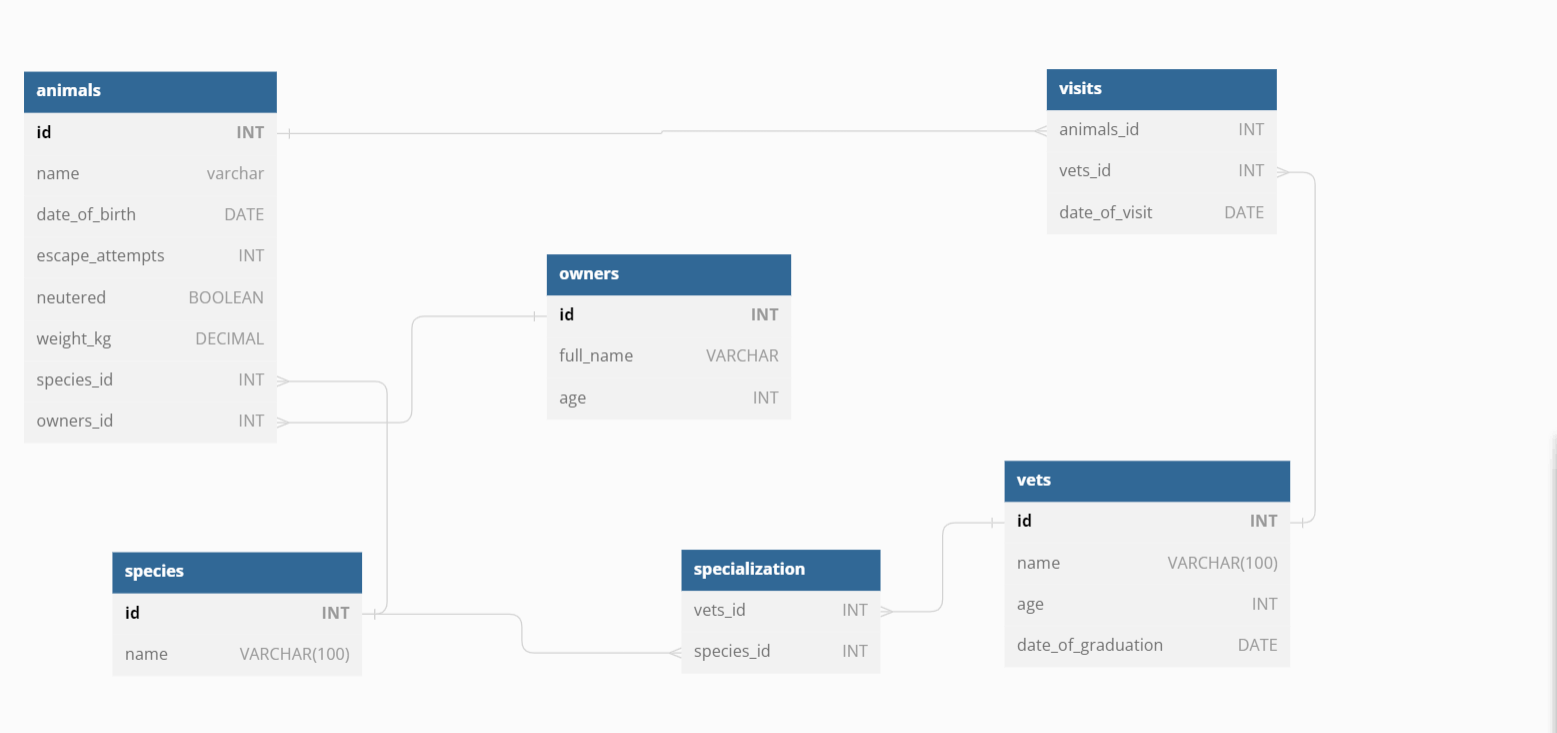 animals
id INT
name varchar
date_of_birth DATE
escape_attempts INT
neutered BOOLEAN
weight_kg DECIMAL
species_id INT
owners_id INT
visits
animals_id INT
vets_id INT
date_of_visit DATE
owners
id INT
full_name VARCHAR
age INT
species
id INT
name VARCHAR(100)
specialization
vets_id INT
species_id INT
vets
id INT
name VARCHAR(100)
age INT
date_of_graduation DATE